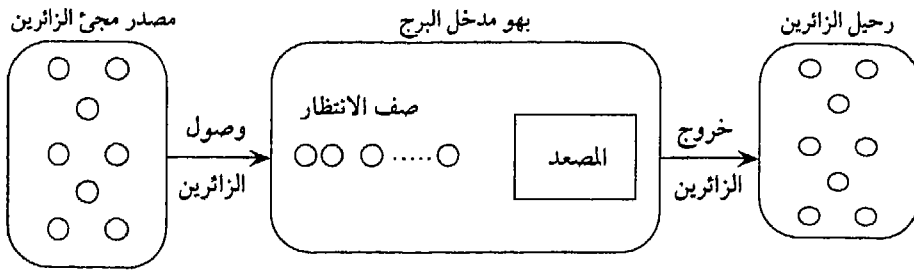 مصدر مجئ الزائرين
بهو مدخل البرج
رحيل الزائرين
صف الانتظار
وصول
الزائرين
المصعد
خروج
الزائرين